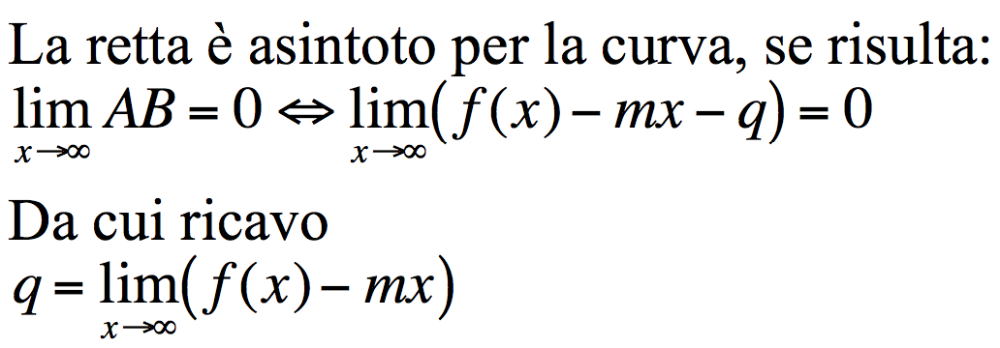 La retta è asintoto per la curva, se risulta:
lim AB = 0 ⇔ lim(f(x) − mx − q) = 0
x→∞ x→∞
Da cui ricavo
q = lim(f(x) − mx)
x→∞